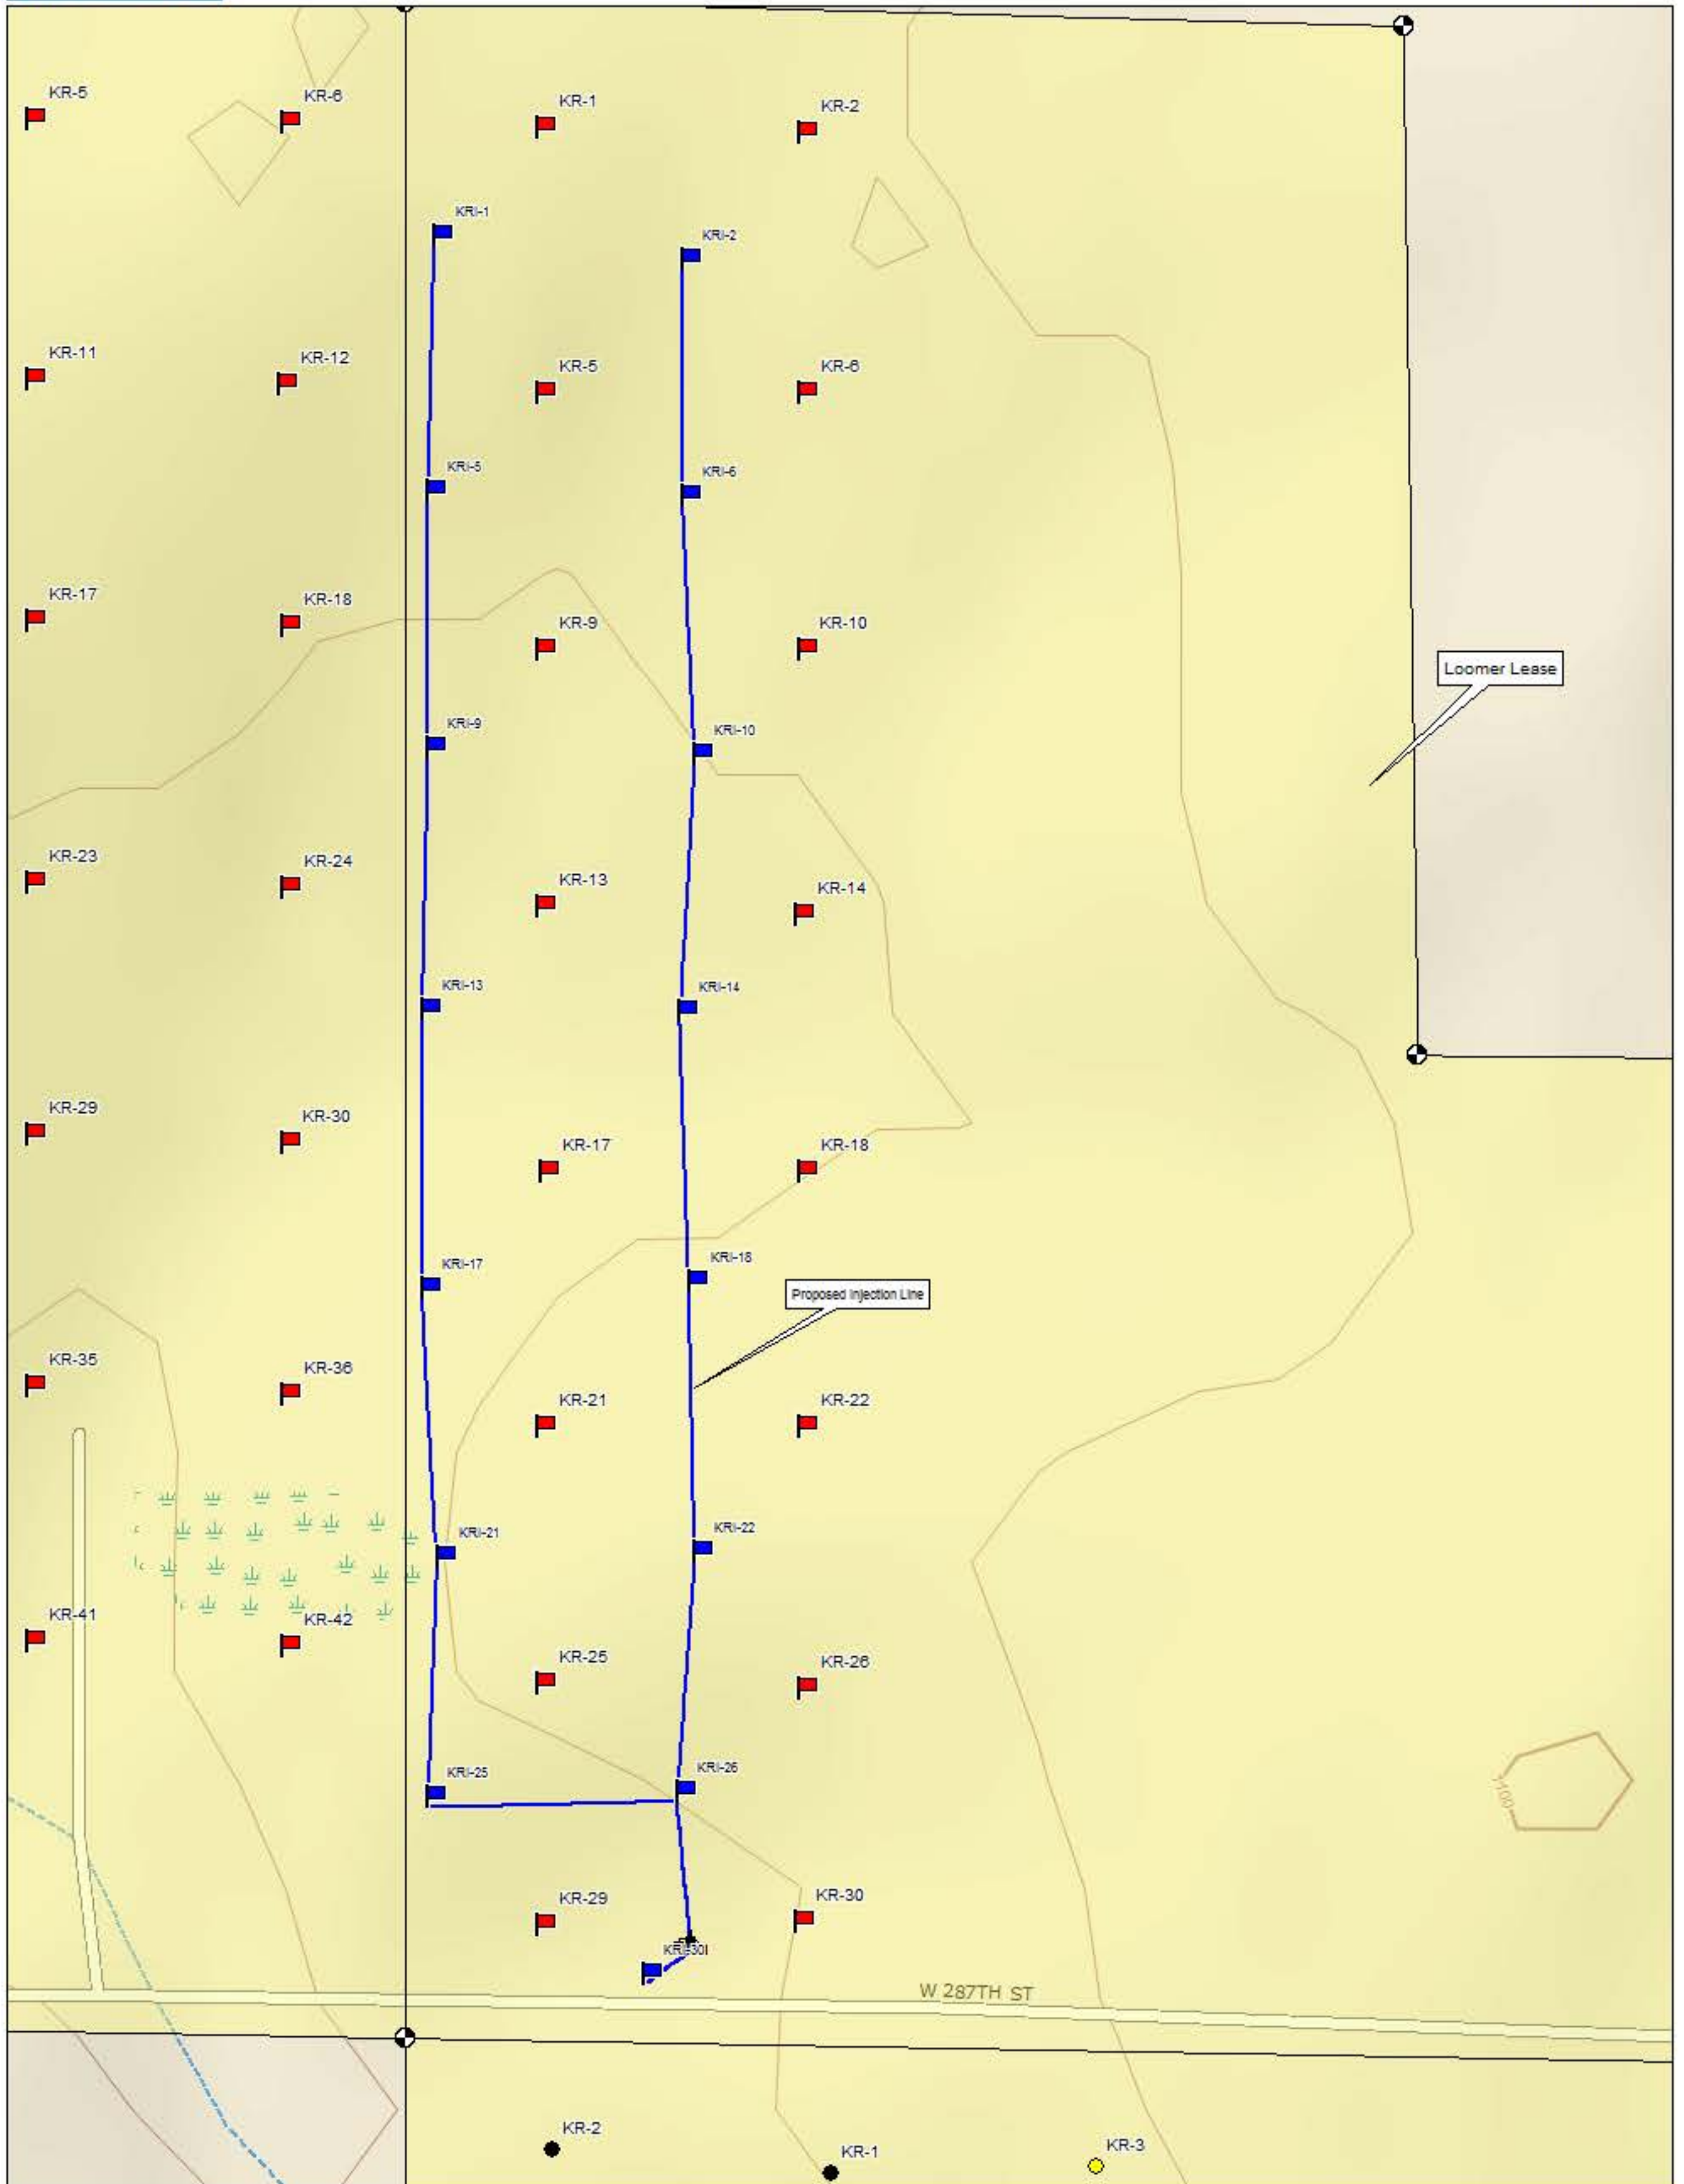 KR-5
KR-6
KR-1
KR-2
KRI-1
KRI-2
KR-11
KR-12
KR-5
KR-6
KRI-5
KRI-6
KR-17
KR-18
KR-9
KR-10
Loomer Lease
KRI-9
KRI-10
KR-23
KR-24
KR-13
KR-14
KRI-13
KRI-14
KR-29
KR-30
KR-17
KR-18
KRI-17
KRI-18
Proposed Injection Line
KR-35
KR-36
KR-21
KR-22
KRI-21
KRI-22
KR-41
KR-42
KR-25
KR-26
KRI-25
KRI-26
1100
KR-29
KR-30
KRI-30I
W 287TH ST
KR-2
KR-1
KR-3